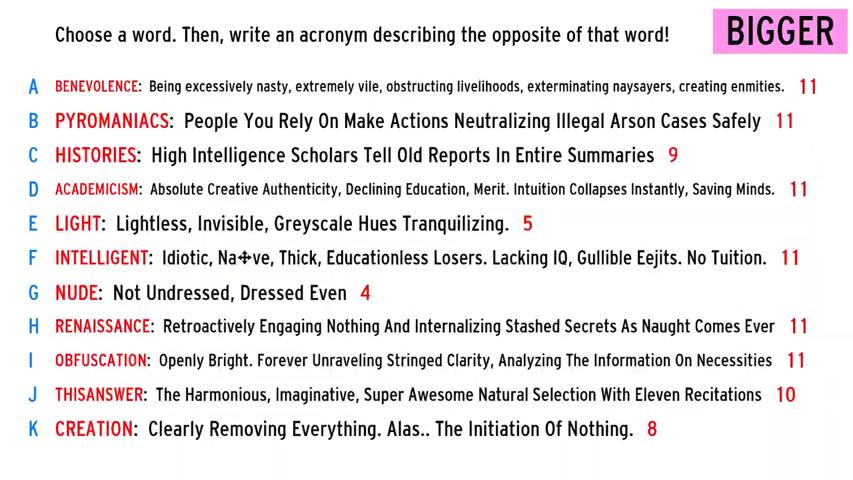 Choose a word. Then, write an acronym describing the opposite of that word!
BIGGER
A BENEVOLENCE: Being excessively nasty, extremely vile, obstructing livelihoods, exterminating naysayers, creating enmities. 11
B PYROMANIACS: People You Rely On Make Actions Neutralizing Illegal Arson Cases Safely 11
C HISTORIES: High Intelligence Scholars Tell Old Reports In Entire Summaries 9
D ACADEMICISM: Absolute Creative Authenticity, Declining Education, Merit. Intuition Collapses Instantly, Saving Minds. 11
E LIGHT: Lightless, Invisible, Greyscale Hues Tranquilizing. 5
F INTELLIGENT: Idiotic, Na✣ve, Thick, Educationless Losers. Lacking IQ, Gullible Eejits. No Tuition. 11
G NUDE: Not Undressed, Dressed Even 4
H RENAISSANCE: Retroactively Engaging Nothing And Internalizing Stashed Secrets As Naught Comes Ever 11
I OBFUSCATION: Openly Bright. Forever Unraveling Stringed Clarity, Analyzing The Information On Necessities 11
J THISANSWER: The Harmonious, Imaginative, Super Awesome Natural Selection With Eleven Recitations 10
K CREATION: Clearly Removing Everything. Alas.. The Initiation Of Nothing. 8